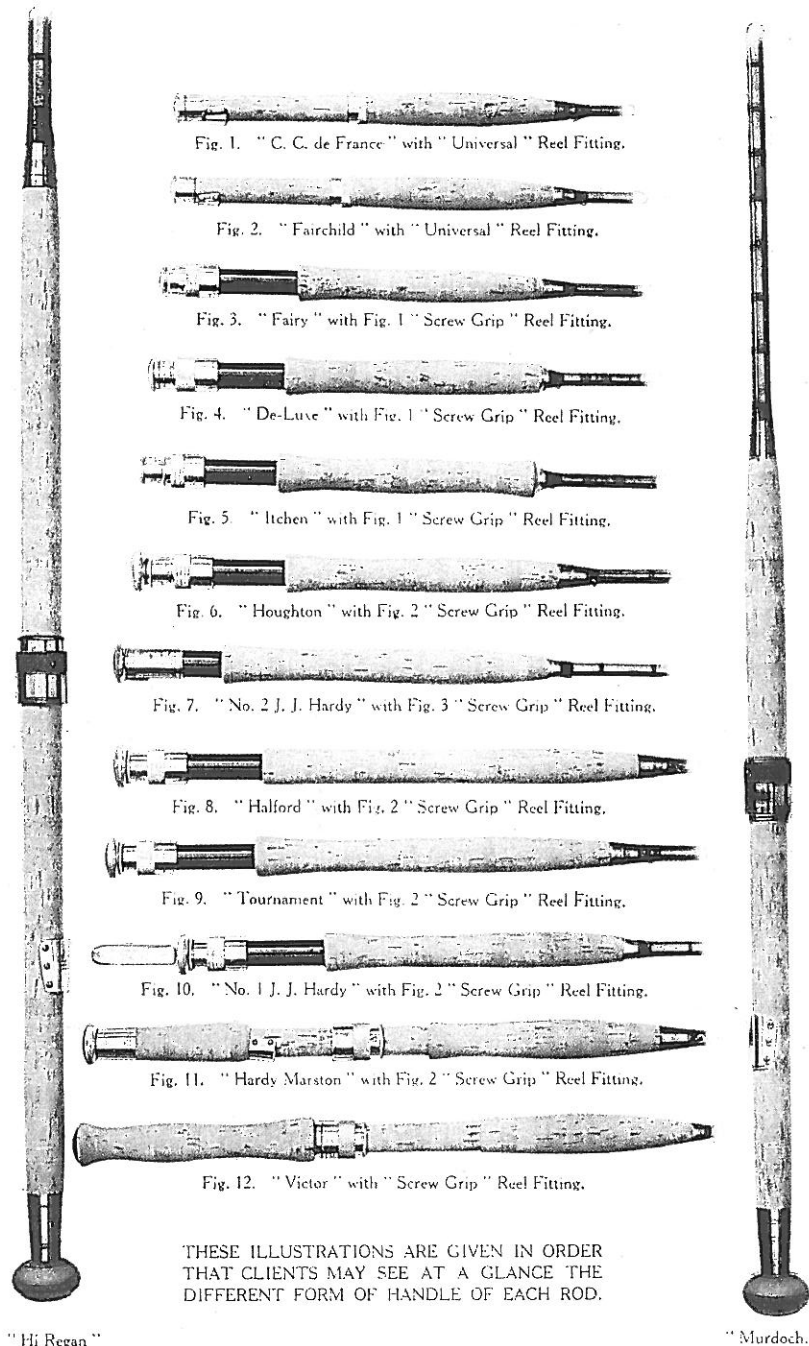 Fig. 1. " C. C. de France " with " Universal " Reel Fitting.
Fig. 2. " Fairchild " with " Universal " Reel Fitting.
Fig. 3. " Fairy " with Fig. 1 " Screw Grip " Reel Fitting.
Fig. 4. " De-Luxe " with Fig. 1 " Screw Grip " Reel Fitting.
Fig. 5. " Itchen " with Fig. 1 " Screw Grip " Reel Fitting.
Fig. 6. " Houghton " with Fig. 2 " Screw Grip " Reel Fitting.
Fig. 7. " No. 2 J. J. Hardy " with Fig. 3 " Screw Grip " Reel Fitting.
Fig. 8. " Halford " with Fig. 2 " Screw Grip " Reel Fitting.
Fig. 9. " Tournament " with Fig. 2 " Screw Grip " Reel Fitting.
Fig. 10. " No. 1 J. J. Hardy " with Fig. 2 " Screw Grip " Reel Fitting.
Fig. 11. " Hardy Marston " with Fig. 2 " Screw Grip " Reel Fitting.
Fig. 12. " Victor " with " Screw Grip " Reel Fitting.
THESE ILLUSTRATIONS ARE GIVEN IN ORDER
THAT CLIENTS MAY SEE AT A GLANCE THE
DIFFERENT FORM OF HANDLE OF EACH ROD.
" Hi Regan "
" Murdoch.